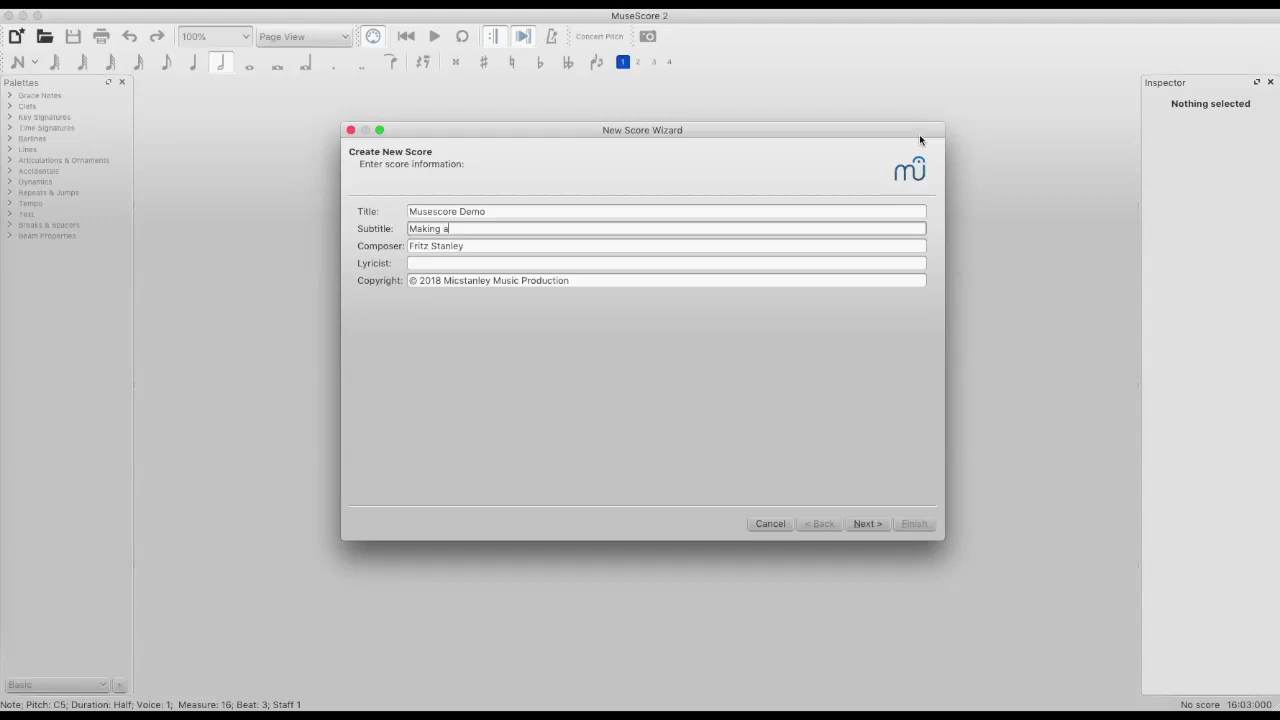 MuseScore 2
100%
Page View
Concert Pitch
1 2 3 4
Palettes
Grace Notes
Clefs
Key Signatures
Time Signatures
Barlines
Lines
Articulations & Ornaments
Accidentals
Dynamics
Repeats & Jumps
Tempo
Text
Breaks & Spacers
Beam Properties
Basic
+
New Score Wizard
Create New Score
Enter score information:
Title: Musescore Demo
Subtitle: Making a
Composer: Fritz Stanley
Lyricist:
Copyright: © 2018 Micstanley Music Production
Cancel
< Back
Next >
Finish
Inspector
Nothing selected
Note; Pitch: C5; Duration: Half; Voice: 1;  Measure: 16; Beat: 3; Staff 1
No score 16:03:000